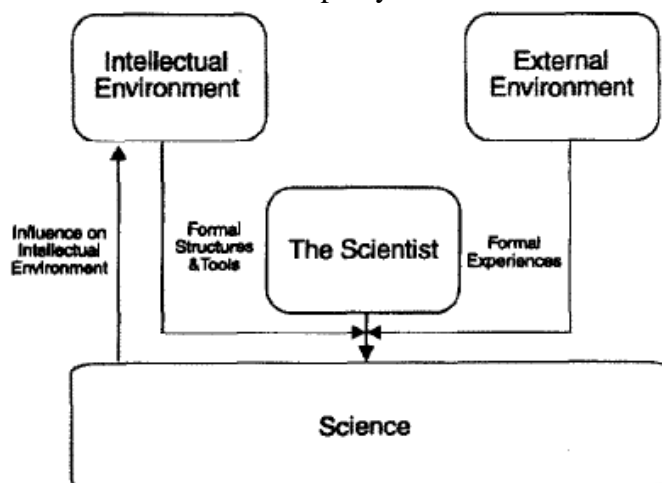 Intellectual
Environment
External
Environment
Influence on
Intellectual
Environment
Formal
Structures
&Tools
The Scientist
Formal
Experiences
Science